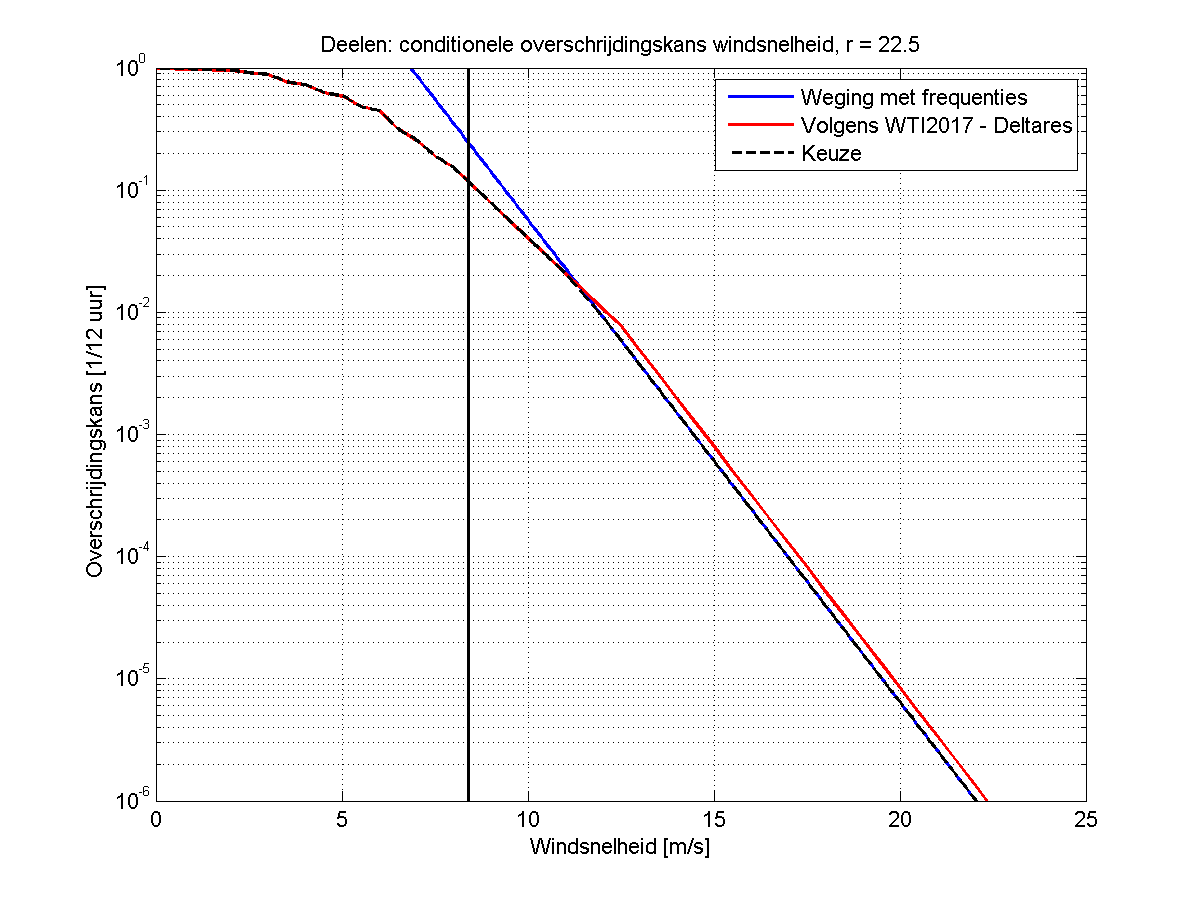 Deelen: conditionele overschrijdingskans windsnelheid, r = 22.5
Weging met frequenties
Volgens WTI2017 - Deltares
Keuze
Overschrijdingskans [1/12 uur]
10^0
10^-1
10^-2
10^-3
10^-4
10^-5
10^-6
0 5 10 15 20 25
Windsnelheid [m/s]